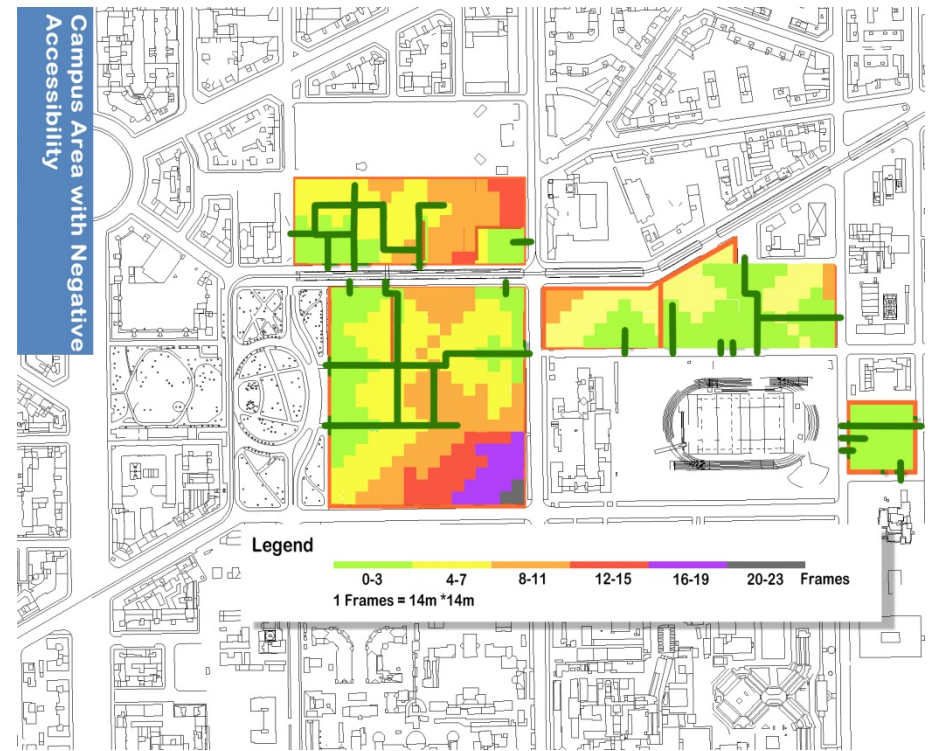 Campus Area with Negative
Accessibility
Legend
0-3 4-7 8-11 12-15 16-19 20-23 Frames
1 Frames = 14m *14m